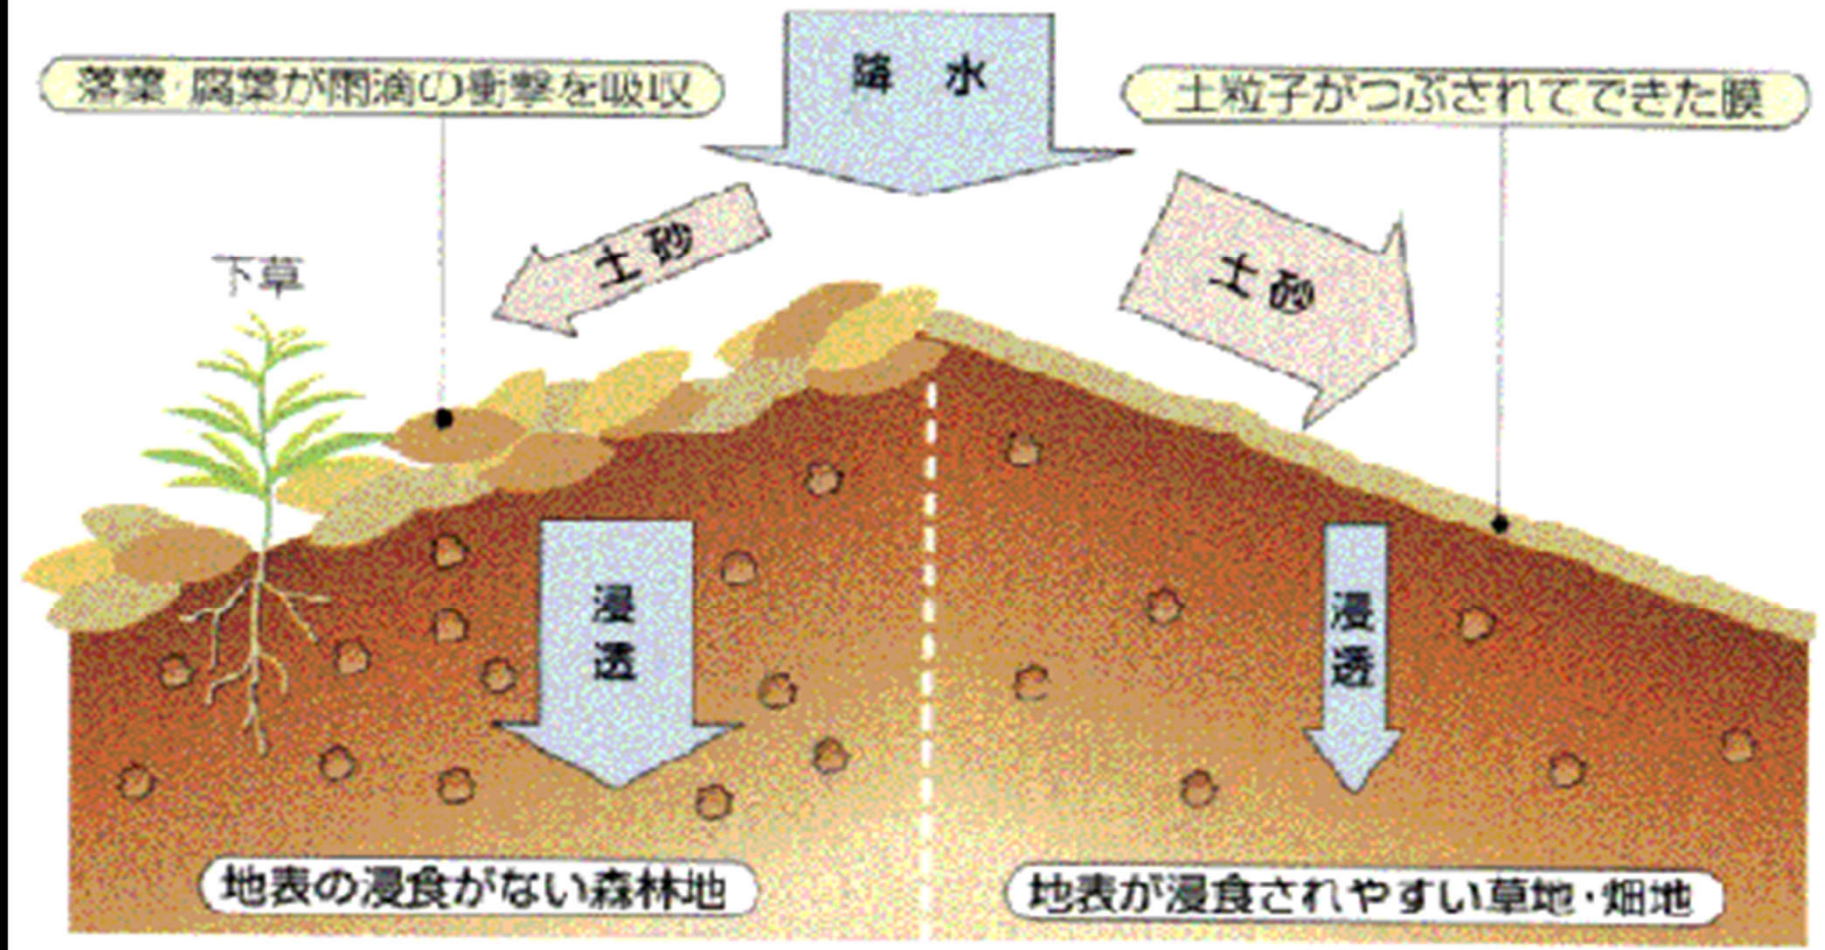 降水
落葉・腐葉が雨滴の衝撃を吸収
土粒子がつぶされてできた膜
土砂
土砂
下草
浸透
浸透
地表の浸食がない森林地
地表が浸食されやすい草地・畑地